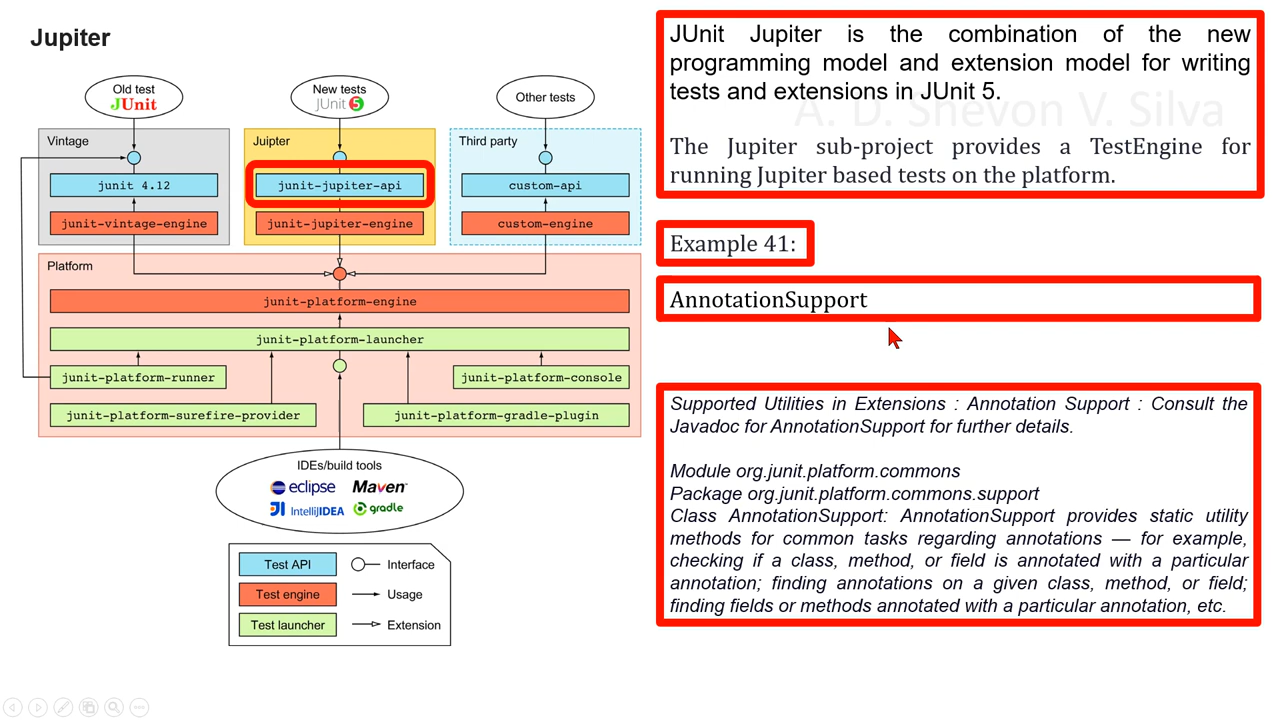 Jupiter
Old test
JUnit
New tests
JUnit 5
Other tests
Vintage
Juipter
Third party
junit 4.12
junit-jupiter-api
custom-api
junit-vintage-engine
junit-jupiter-engine
custom-engine
Platform
junit-platform-engine
junit-platform-launcher
junit-platform-runner
junit-platform-console
junit-platform-surefire-provider
junit-platform-gradle-plugin
IDEs/build tools
eclipse
Maven
IntelliJIDEA
gradle
Test API
Interface
Test engine
Usage
Test launcher
Extension
JUnit Jupiter is the combination of the new
programming model and extension model for writing
tests and extensions in JUnit 5.
A. D. Shevon V. Silva
The Jupiter sub-project provides a TestEngine for
running Jupiter based tests on the platform.
Example 41:
AnnotationSupport
Supported Utilities in Extensions : Annotation Support : Consult the
Javadoc for AnnotationSupport for further details.
Module org.junit.platform.commons
Package org.junit.platform.commons.support
Class AnnotationSupport: AnnotationSupport provides static utility
methods for common tasks regarding annotations — for example,
checking if a class, method, or field is annotated with a particular
annotation; finding annotations on a given class, method, or field;
finding fields or methods annotated with a particular annotation, etc.